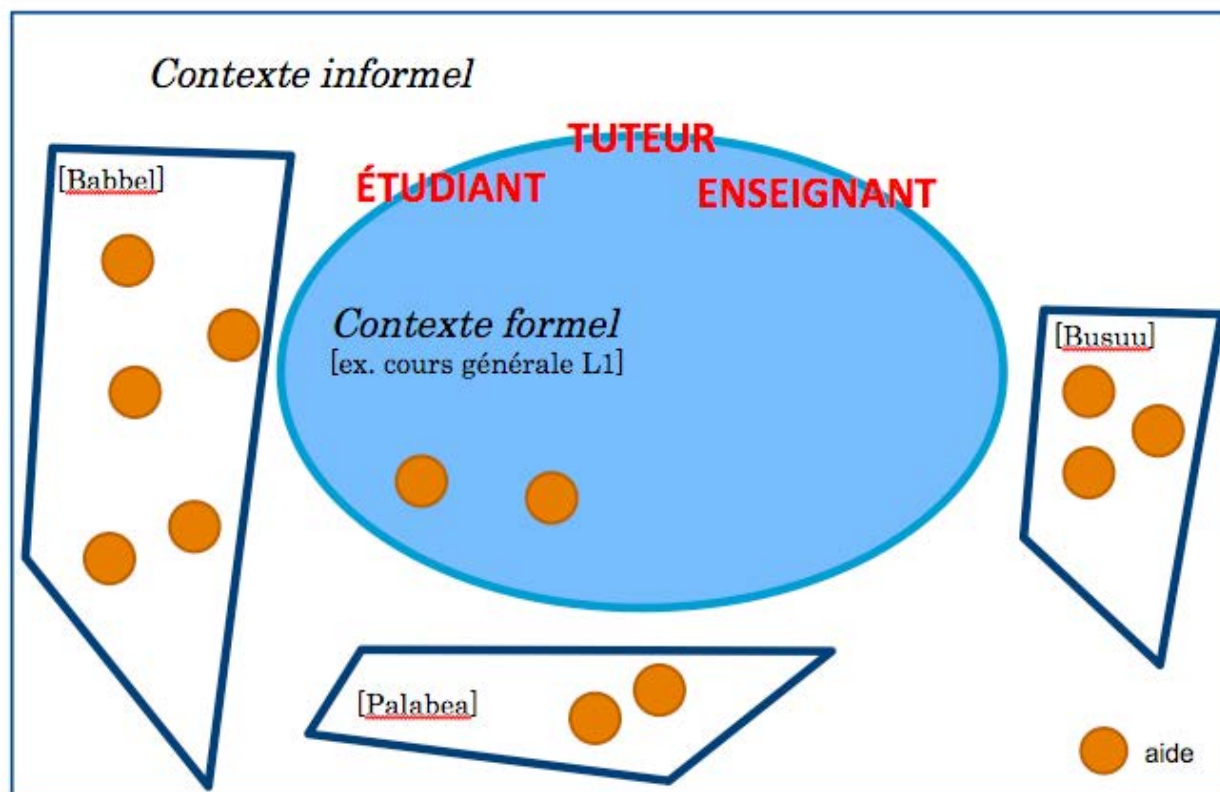 Contexte informel
TUTEUR
ÉTUDIANT
ENSEIGNANT
[Babbel]
Contexte formel
[ex. cours générale L1]
[Busuu]
[Palabea]
aide